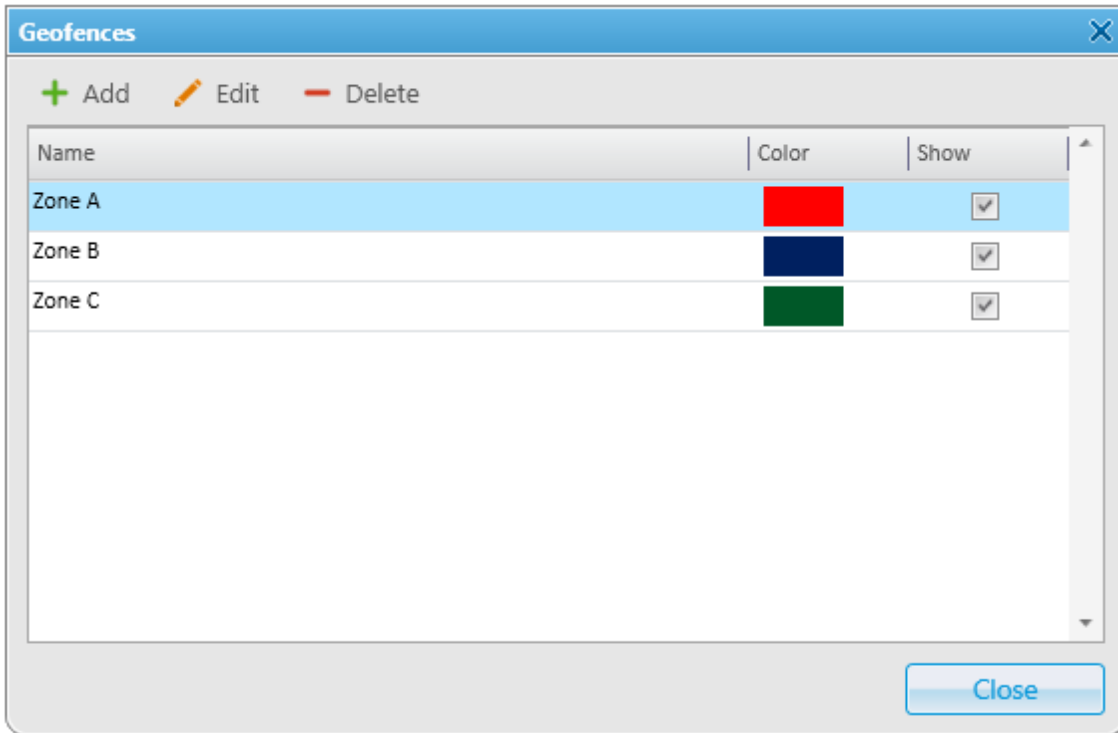 Geofences
Add Edit Delete
Name Color Show
Zone A
Zone B
Zone C
Close